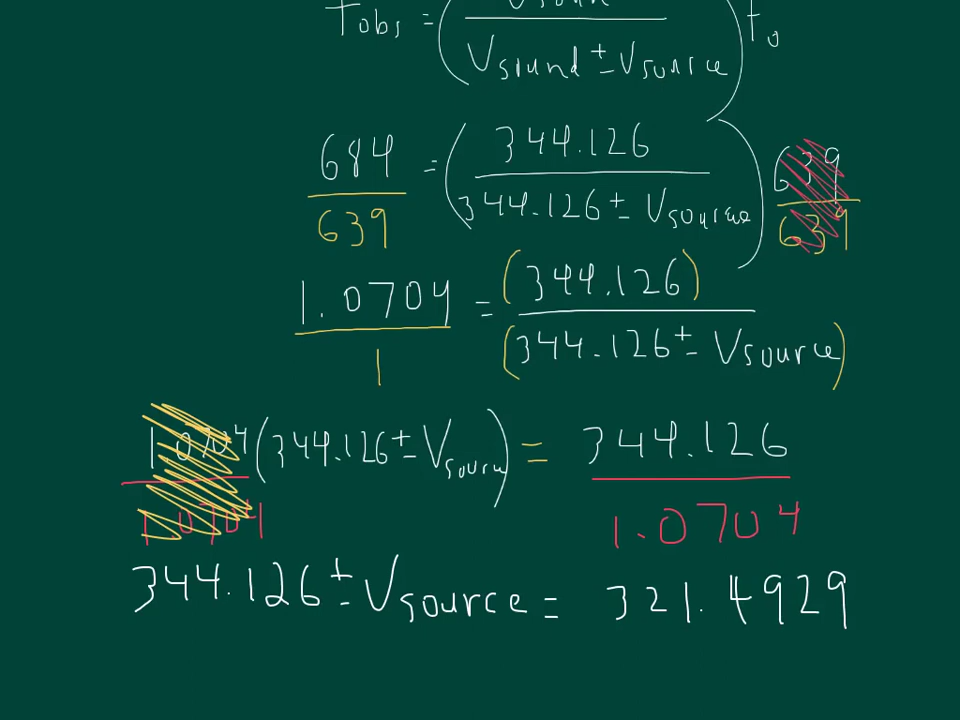 Fobs = (Vsoun / Vsound ± Vsource) fo
684 / 639 = (344.126 / 344.126 ± Vsource) 639 / 639
1.0704 / 1 = (344.126) / (344.126 ± Vsource)
1.0704 (344.126 ± Vsource) / 1.0704 = 344.126 / 1.0704
344.126 ± Vsource = 321.4929